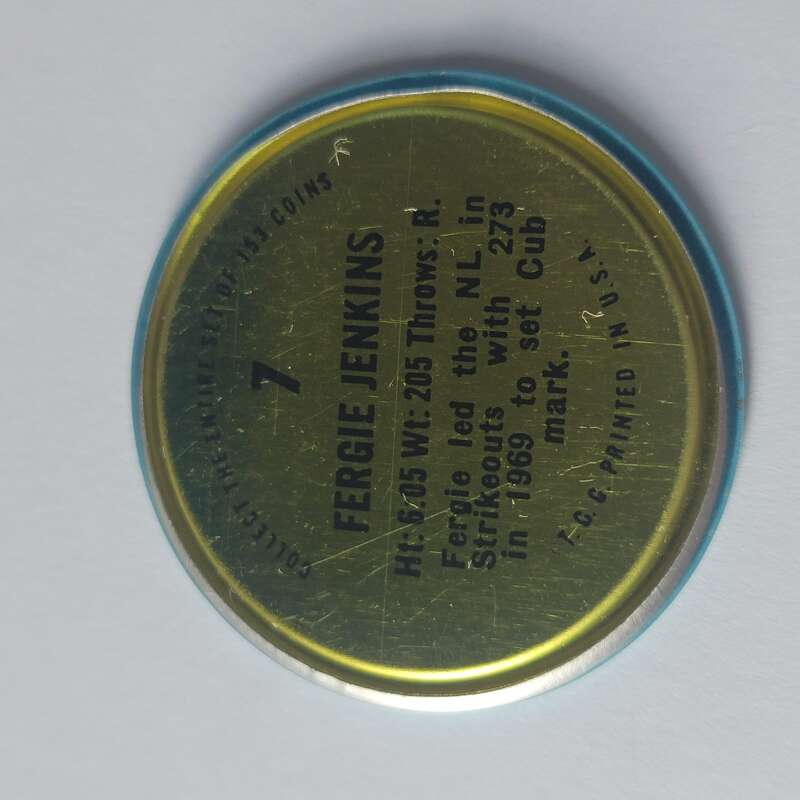 COLLECT THE ENTIRE SET OF 153 COINS
7
FERGIE JENKINS
Ht: 6:05 Wt: 205 Throws: R.
Fergie led the NL in
Strikeouts with 273
in 1969 to set Cub
mark.
T.C.G. PRINTED IN U.S.A.